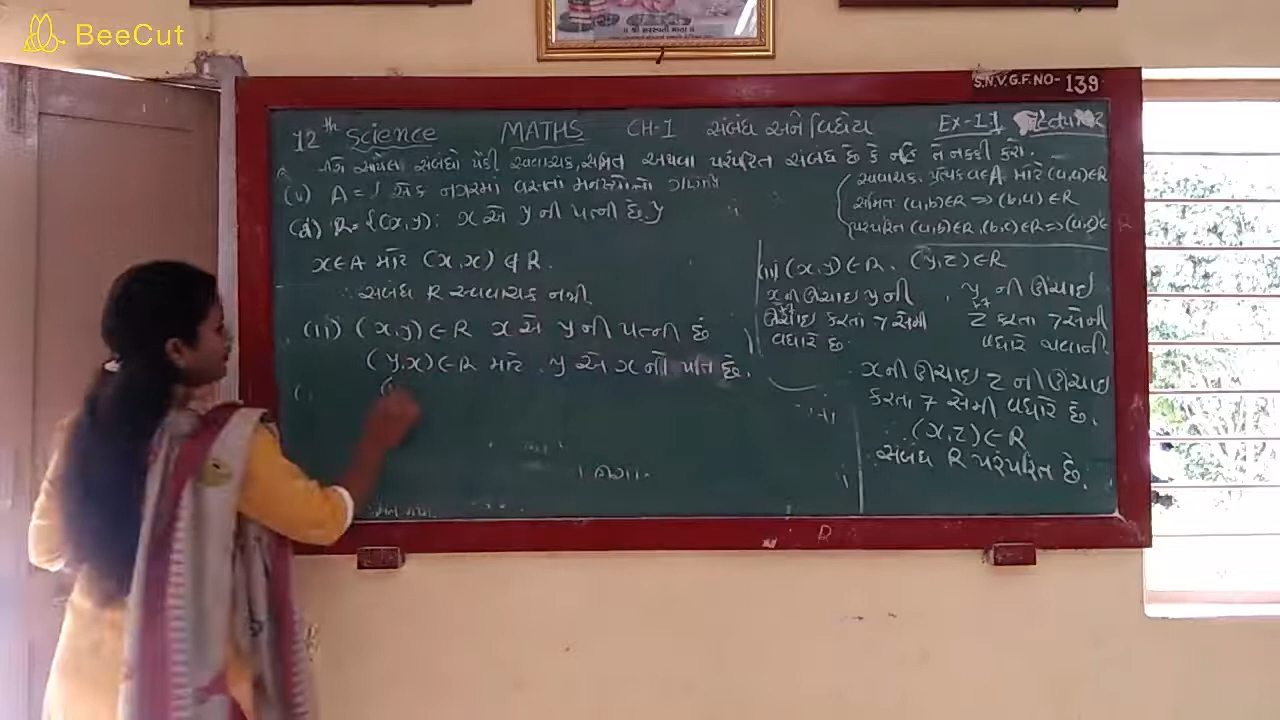 BeeCut
॥ શ્રી સરસ્વતી માતા ॥
S.N.V.G.F.NO- 139
12th Science MATHS CH-1 સંબંધ અને વિધેય Ex-1.1
નીચે આપેલ સંબંધો પૈકી સ્વવાચક, સંમિત અથવા પરંપરિત સંબંધ છે કે નહિ તે નક્કી કરો.
(v) A = એક નગરમાં વસતા મનુષ્યોનો ગણ
(d) R = {(x,y): x એ y ની પત્ની છે.}
x∈A માટે (x,x) ∉ R.
∴ સંબંધ R સ્વવાચક નથી
(ii) (x,y) ∈ R x એ y ની પત્ની છે
(y,x) ∈ R માટે y એ x નો પતિ છે.
સ્વવાચક: પ્રત્યેક a∈A માટે (a,a)∈R
સંમિત: (a,b)∈R ⟹ (b,a) ∈R
પરંપરિત (a,b)∈R, (b,c)∈R ⟹ (a,c)∈R
(iii) (x,y) ∈ R, (y,z) ∈ R
x ની ઊંચાઇ y ની
ઊંચાઇ કરતાં 7 સેમી
વધારે છે
y ની ઊંચાઇ
z કરતા 7 સેમી
વધારે
x ની ઊંચાઇ z ની ઊંચાઇ
કરતા 7 સેમી વધારે છે.
∴ (x,z) ∈ R
∴ સંબંધ R પરંપરિત છે.
R